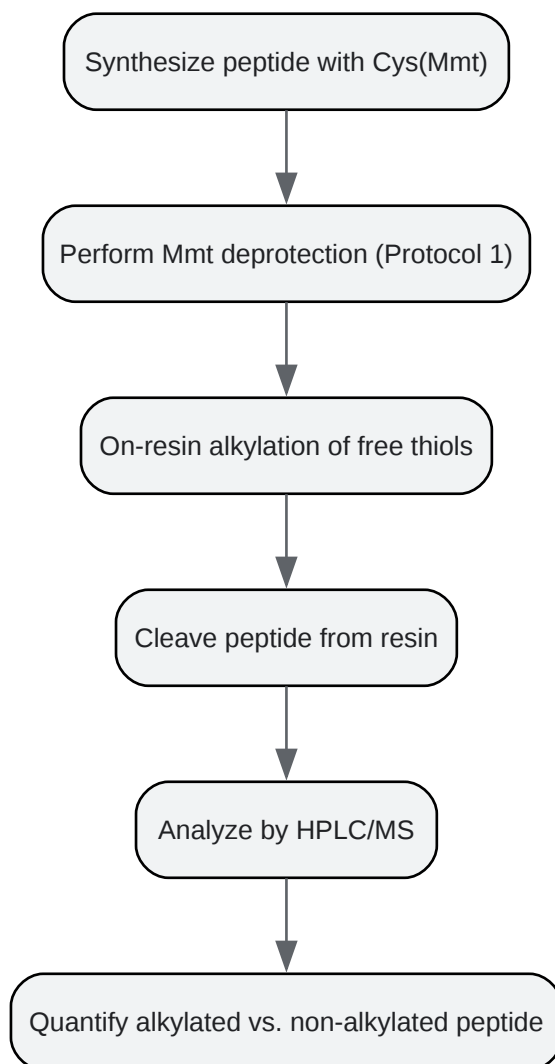 Synthesize peptide with Cys(Mmt)
Perform Mmt deprotection (Protocol 1)
On-resin alkylation of free thiols
Cleave peptide from resin
Analyze by HPLC/MS
Quantify alkylated vs. non-alkylated peptide